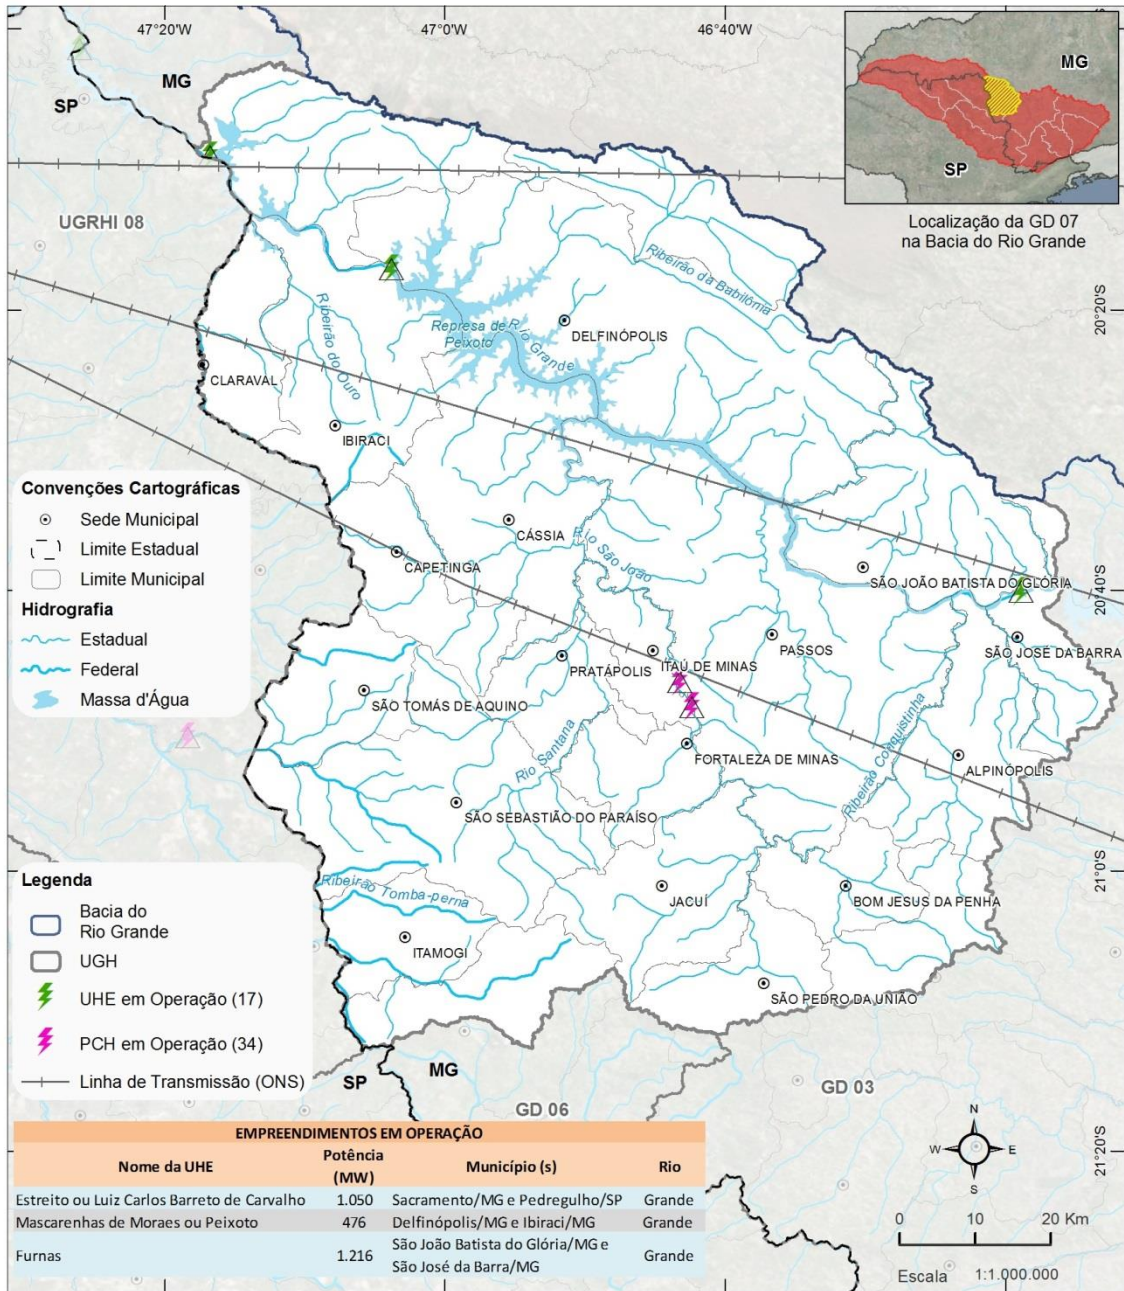 47°20'W
47°0'W
46°40'W
MG
SP
MG
SP
Localização da GD 07
na Bacia do Rio Grande
UGRHI 08
Ribeirão da Babilônia
20°20'S
Ribeirão do Ouro
Represa de
Peixoto
Rio Grande
DELFINÓPOLIS
CLARAVAL
IBIRACI
Convenções Cartográficas
Sede Municipal
Limite Estadual
Limite Municipal
Hidrografia
Estadual
Federal
Massa d'Água
CÁSSIA
CAPETINGA
Rio São João
SÃO JOÃO BATISTA DO GLÓRIA
20°40'S
PASSOS
SÃO JOSÉ DA BARRA
ITAÚ DE MINAS
PRATÁPOLIS
SÃO TOMÁS DE AQUINO
Rio Santana
FORTALEZA DE MINAS
Ribeirão Conquistinha
ALPINÓPOLIS
SÃO SEBASTIÃO DO PARAÍSO
21°0'S
Ribeirão Tomba-perna
JACUÍ
BOM JESUS DA PENHA
ITAMOGI
SÃO PEDRO DA UNIÃO
Legenda
Bacia do
Rio Grande
UGH
UHE em Operação (17)
PCH em Operação (34)
Linha de Transmissão (ONS)
SP
MG
GD 06
GD 03
EMPREENDIMENTOS EM OPERAÇÃO
Nome da UHE Potência (MW) Município (s) Rio
Estreito ou Luiz Carlos Barreto de Carvalho 1.050 Sacramento/MG e Pedregulho/SP Grande
Mascarenhas de Moraes ou Peixoto 476 Delfinópolis/MG e Ibiraci/MG Grande
Furnas 1.216 São João Batista do Glória/MG e São José da Barra/MG Grande
N
W E
S
21°20'S
0 10 20 Km
Escala 1:1.000.000